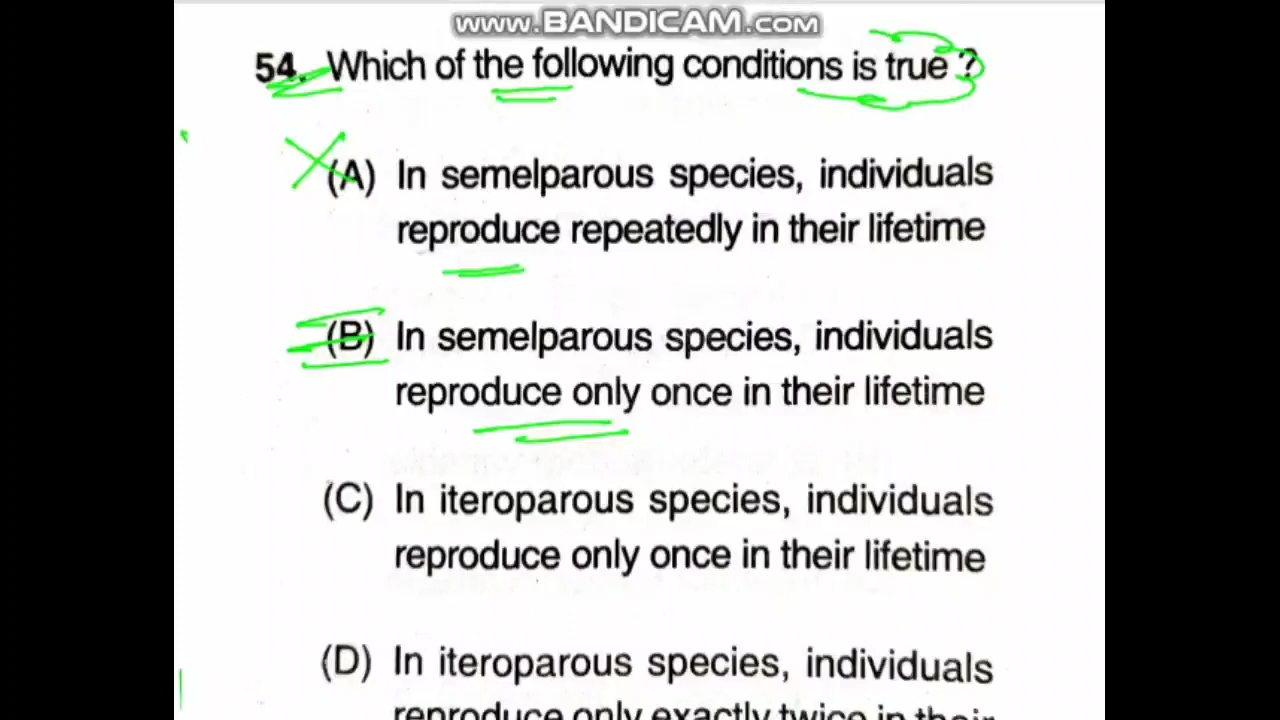 www.BANDICAM.com
54. Which of the following conditions is true ?
(A) In semelparous species, individuals
reproduce repeatedly in their lifetime
(B) In semelparous species, individuals
reproduce only once in their lifetime
(C) In iteroparous species, individuals
reproduce only once in their lifetime
(D) In iteroparous species, individuals
reproduce only exactly twice in their